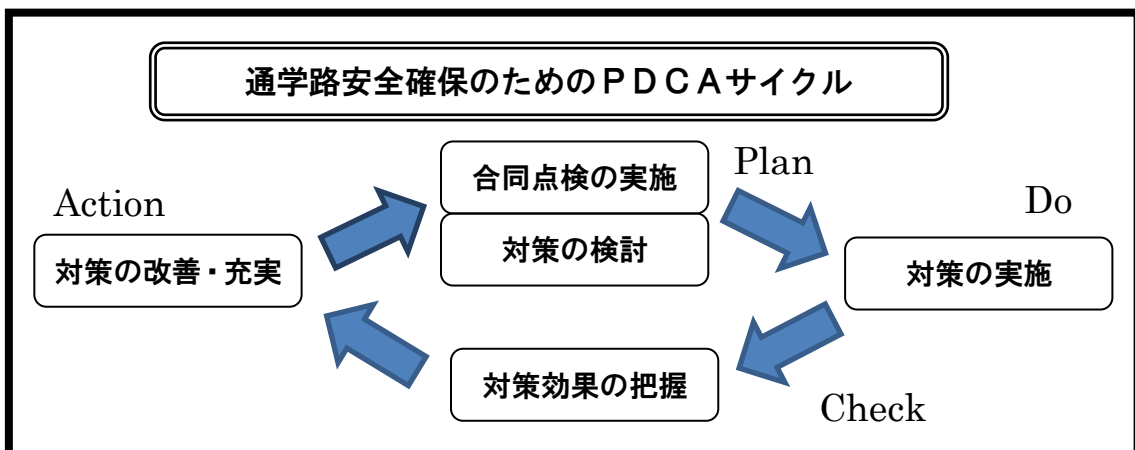 通学路安全確保のためのＰＤＣＡサイクル
合同点検の実施
Plan
対策の検討
Action
対策の改善・充実
Do
対策の実施
対策効果の把握
Check